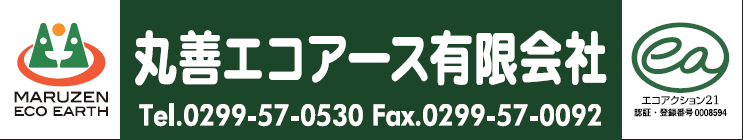 MARUZEN
ECO EARTH
丸善エコアース有限会社
Tel.0299-57-0530 Fax.0299-57-0092
ea
エコアクション21
認証・登録番号0008594